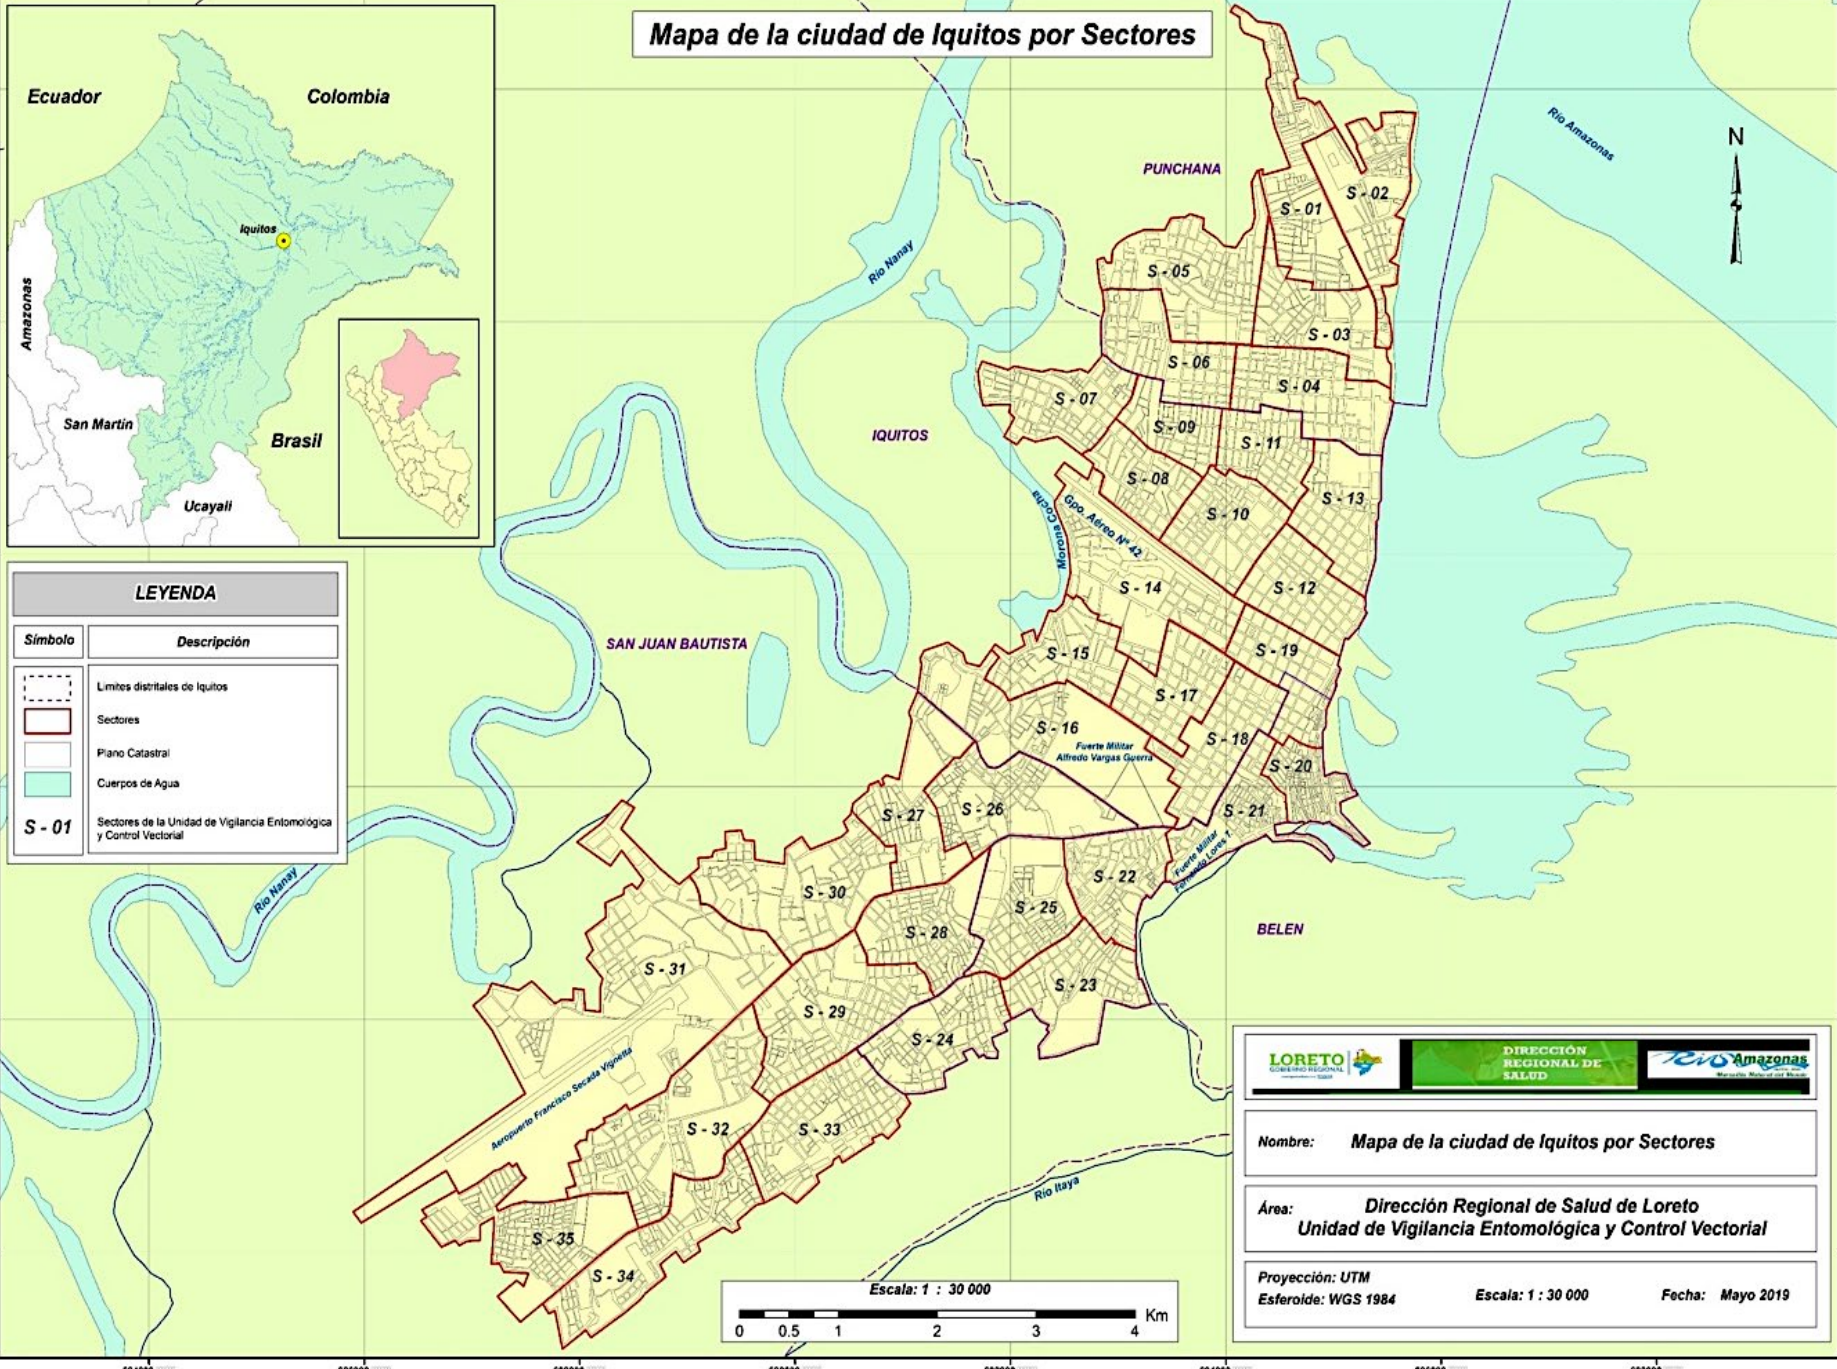 Mapa de la ciudad de Iquitos por Sectores
Ecuador
Colombia
Iquitos
Amazonas
San Martín
Brasil
Ucayali
N
Río Amazonas
PUNCHANA
Río Nanay
IQUITOS
SAN JUAN BAUTISTA
BELEN
Morona Cocha
Gpo. Aéreo N° 42
Fuerte Militar
Alfredo Vargas Guerra
Fuerte Militar
Fernando Lores T.
Aeropuerto Francisco Secada Vignetta
Río Nanay
Río Itaya
S - 01
S - 02
S - 03
S - 04
S - 05
S - 06
S - 07
S - 08
S - 09
S - 10
S - 11
S - 12
S - 13
S - 14
S - 15
S - 16
S - 17
S - 18
S - 19
S - 20
S - 21
S - 22
S - 23
S - 24
S - 25
S - 26
S - 27
S - 28
S - 29
S - 30
S - 31
S - 32
S - 33
S - 34
S - 35
LEYENDA
Símbolo Descripción
Limites distritales de Iquitos
Sectores
Plano Catastral
Cuerpos de Agua
S - 01 Sectores de la Unidad de Vigilancia Entomológica
y Control Vectorial
Escala: 1 : 30 000
0 0.5 1 2 3 4 Km
LORETO
GOBIERNO REGIONAL
DIRECCIÓN
REGIONAL DE
SALUD
Río Amazonas
Nombre: Mapa de la ciudad de Iquitos por Sectores
Área: Dirección Regional de Salud de Loreto
Unidad de Vigilancia Entomológica y Control Vectorial
Proyección: UTM
Esferoide: WGS 1984
Escala: 1 : 30 000
Fecha: Mayo 2019